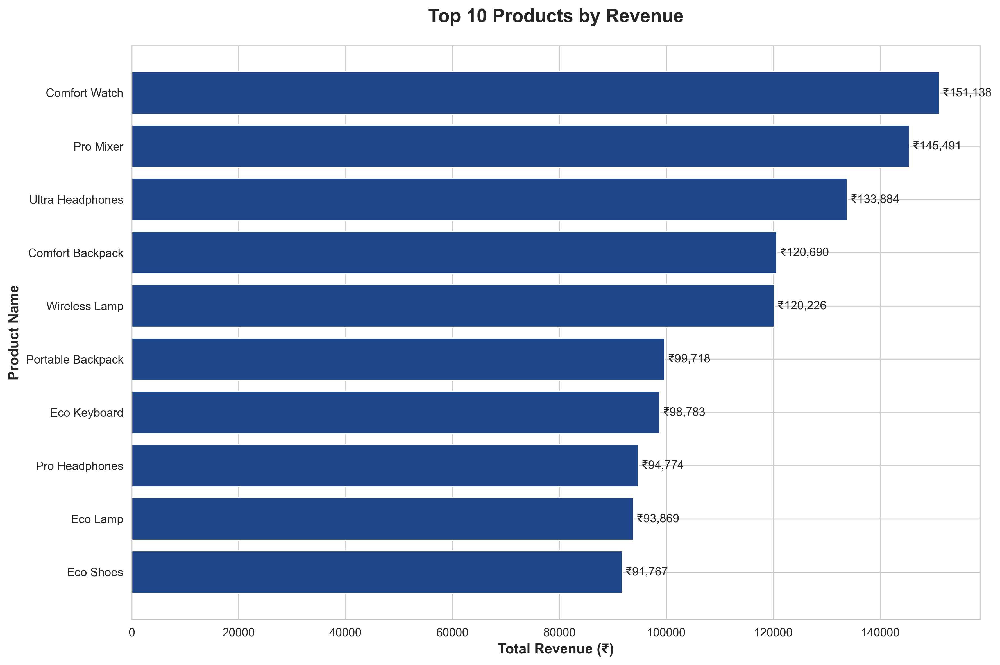 Top 10 Products by Revenue
Comfort Watch ₹151,138
Pro Mixer ₹145,491
Ultra Headphones ₹133,884
Comfort Backpack ₹120,690
Wireless Lamp ₹120,226
Portable Backpack ₹99,718
Eco Keyboard ₹98,783
Pro Headphones ₹94,774
Eco Lamp ₹93,869
Eco Shoes ₹91,767
Product Name
0 20000 40000 60000 80000 100000 120000 140000
Total Revenue (₹)